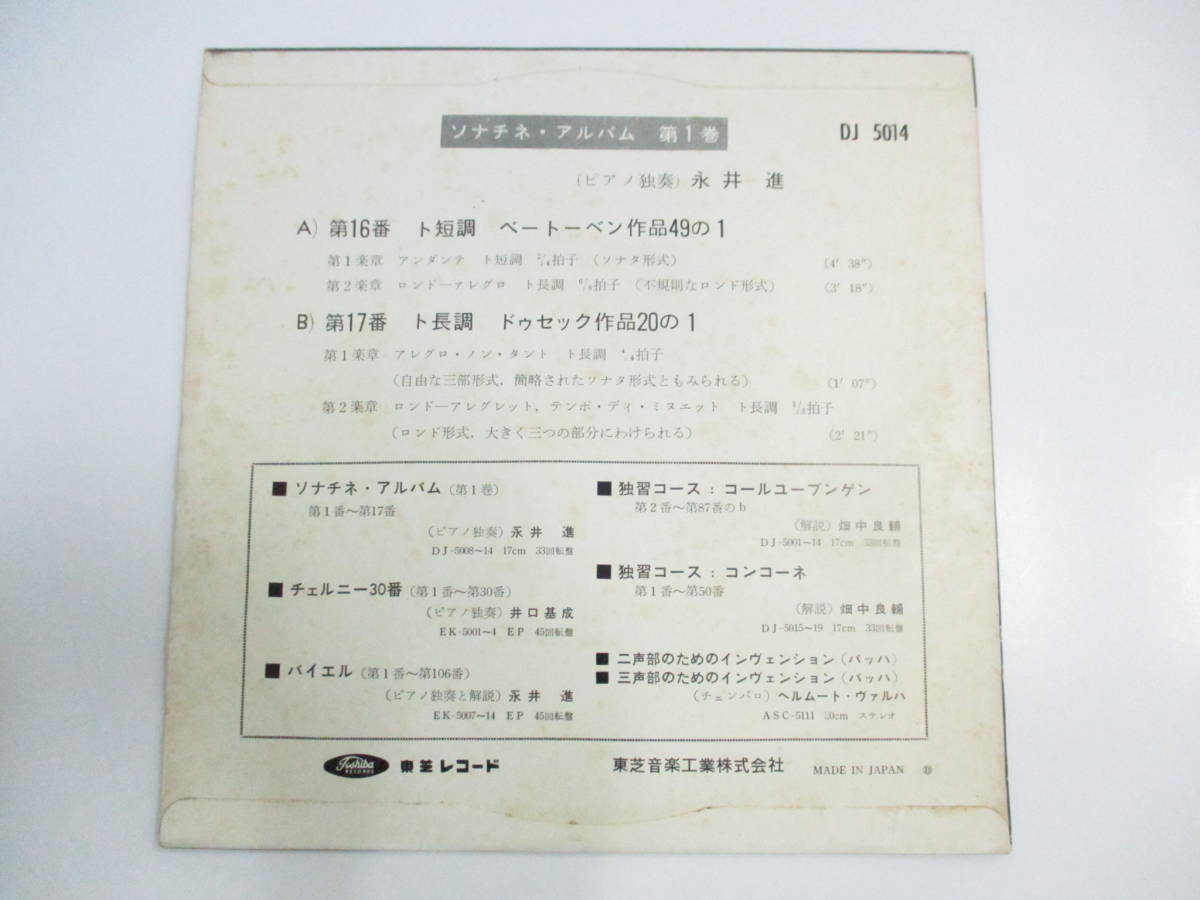 ソナチネ・アルバム 第1巻
DJ 5014
(ピアノ独奏) 永井 進
A) 第16番 ト短調 ベートーベン作品49の1
第1楽章 アンダンテ ト短調 2/4拍子 (ソナタ形式) (4′ 38″)
第2楽章 ロンド―アレグロ ト長調 6/8拍子 (不規則なロンド形式) (3′ 18″)
B) 第17番 ト長調 ドゥセック作品20の1
第1楽章 アレグロ・ノン・タント ト長調 4/4拍子
(自由な三部形式,簡略されたソナタ形式ともみられる) (1′ 07″)
第2楽章 ロンド―アレグレット,テンポ・ディ・ミヌエット ト長調 3/8拍子
(ロンド形式,大きく三つの部分にわけられる) (2′ 21″)
■ ソナチネ・アルバム (第1巻)
第1番~第17番
(ピアノ独奏) 永井 進
DJ-5008~14 17cm 33回転盤
■ チェルニー30番 (第1番~第30番)
(ピアノ独奏) 井口基成
EK-5001~4 EP 45回転盤
■ バイエル (第1番~第106番)
(ピアノ独奏と解説) 永井 進
EK-5007~14 EP 45回転盤
■ 独習コース:コールユーブンゲン
第2番~第87番のb
(解説) 畑中良輔
DJ-5001~14 17cm 33回転盤
■ 独習コース:コンコーネ
第1番~第50番
(解説) 畑中良輔
DJ-5015~19 17cm 33回転盤
■ 二声部のためのインヴェンション (バッハ)
■ 三声部のためのインヴェンション (バッハ)
(チェンバロ) ヘルムート・ヴァルハ
ASC-5111 30cm ステレオ
Toshiba RECORDS 東芝レコード 東芝音楽工業株式会社 MADE IN JAPAN